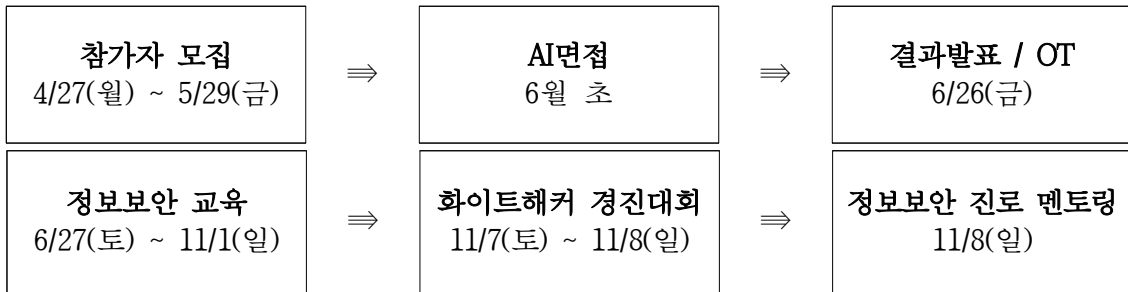 참가자 모집
4/27(월) ~ 5/29(금)
⇛
AI면접
6월 초
⇛
결과발표 / OT
6/26(금)
정보보안 교육
6/27(토) ~ 11/1(일)
⇛
화이트해커 경진대회
11/7(토) ~ 11/8(일)
⇛
정보보안 진로 멘토링
11/8(일)